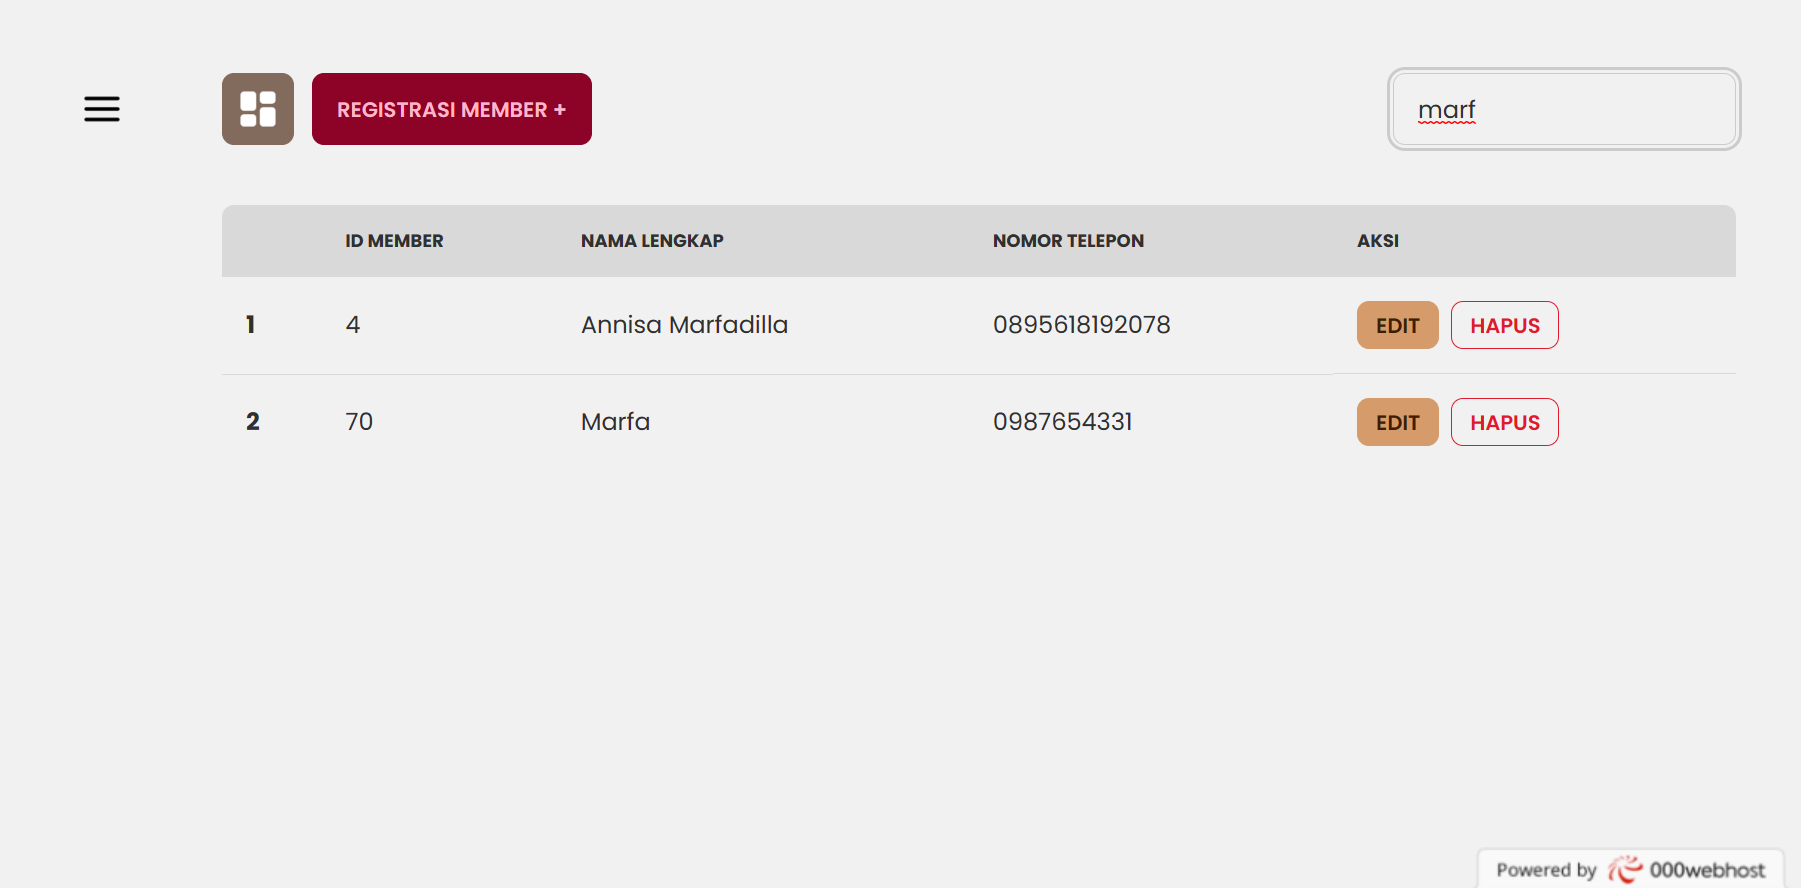 REGISTRASI MEMBER +
marf
ID MEMBER NAMA LENGKAP NOMOR TELEPON AKSI
1 4 Annisa Marfadilla 0895618192078 EDIT HAPUS
2 70 Marfa 0987654331 EDIT HAPUS
Powered by 000webhost